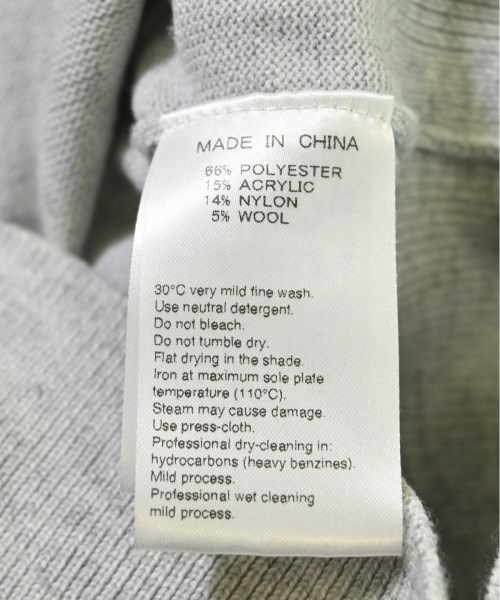 MADE IN CHINA
66% POLYESTER
15% ACRYLIC
14% NYLON
5% WOOL
30°C very mild fine wash.
Use neutral detergent.
Do not bleach.
Do not tumble dry.
Flat drying in the shade.
Iron at maximum sole plate
temperature (110°C).
Steam may cause damage.
Use press-cloth.
Professional dry-cleaning in:
hydrocarbons (heavy benzines).
Mild process.
Professional wet cleaning
mild process.